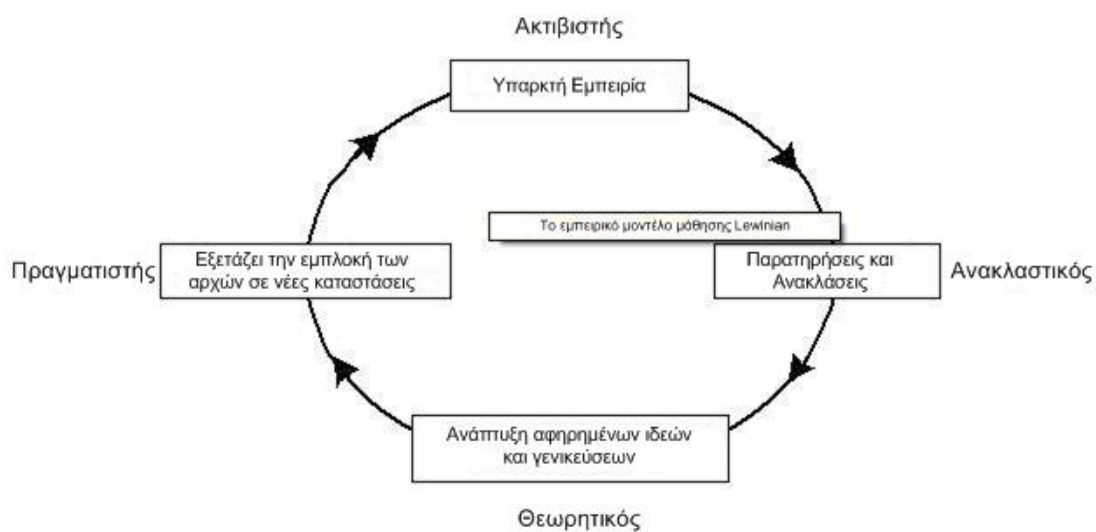 Ακτιβιστής
Υπαρκτή Εμπειρία
Το εμπειρικό μοντέλο μάθησης Lewinian
Πραγματιστής
Εξετάζει την εμπλοκή των
αρχών σε νέες καταστάσεις
Παρατηρήσεις και
Ανακλάσεις
Ανακλαστικός
Ανάπτυξη αφηρημένων ιδεών
και γενικεύσεων
Θεωρητικός